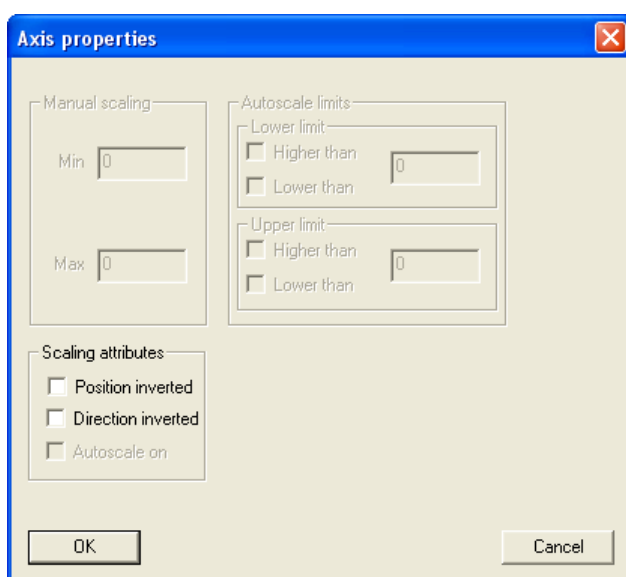 Axis properties
Manual scaling
Min 0
Max 0
Autoscale limits
Lower limit
Higher than 0
Lower than
Upper limit
Higher than 0
Lower than
Scaling attributes
Position inverted
Direction inverted
Autoscale on
OK Cancel